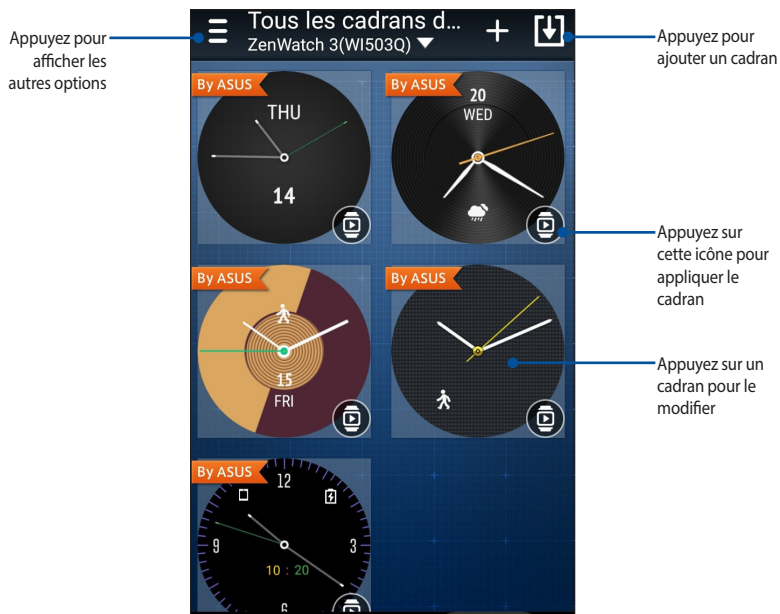 Appuyez pour
afficher les
autres options
Tous les cadrans d...
ZenWatch 3(WI503Q)
Appuyez pour
ajouter un cadran
By ASUS
THU
14
By ASUS
20
WED
Appuyez sur
cette icône pour
appliquer le
cadran
By ASUS
15
FRI
By ASUS
Appuyez sur un
cadran pour le
modifier
By ASUS
12
9
3
10 : 20
6